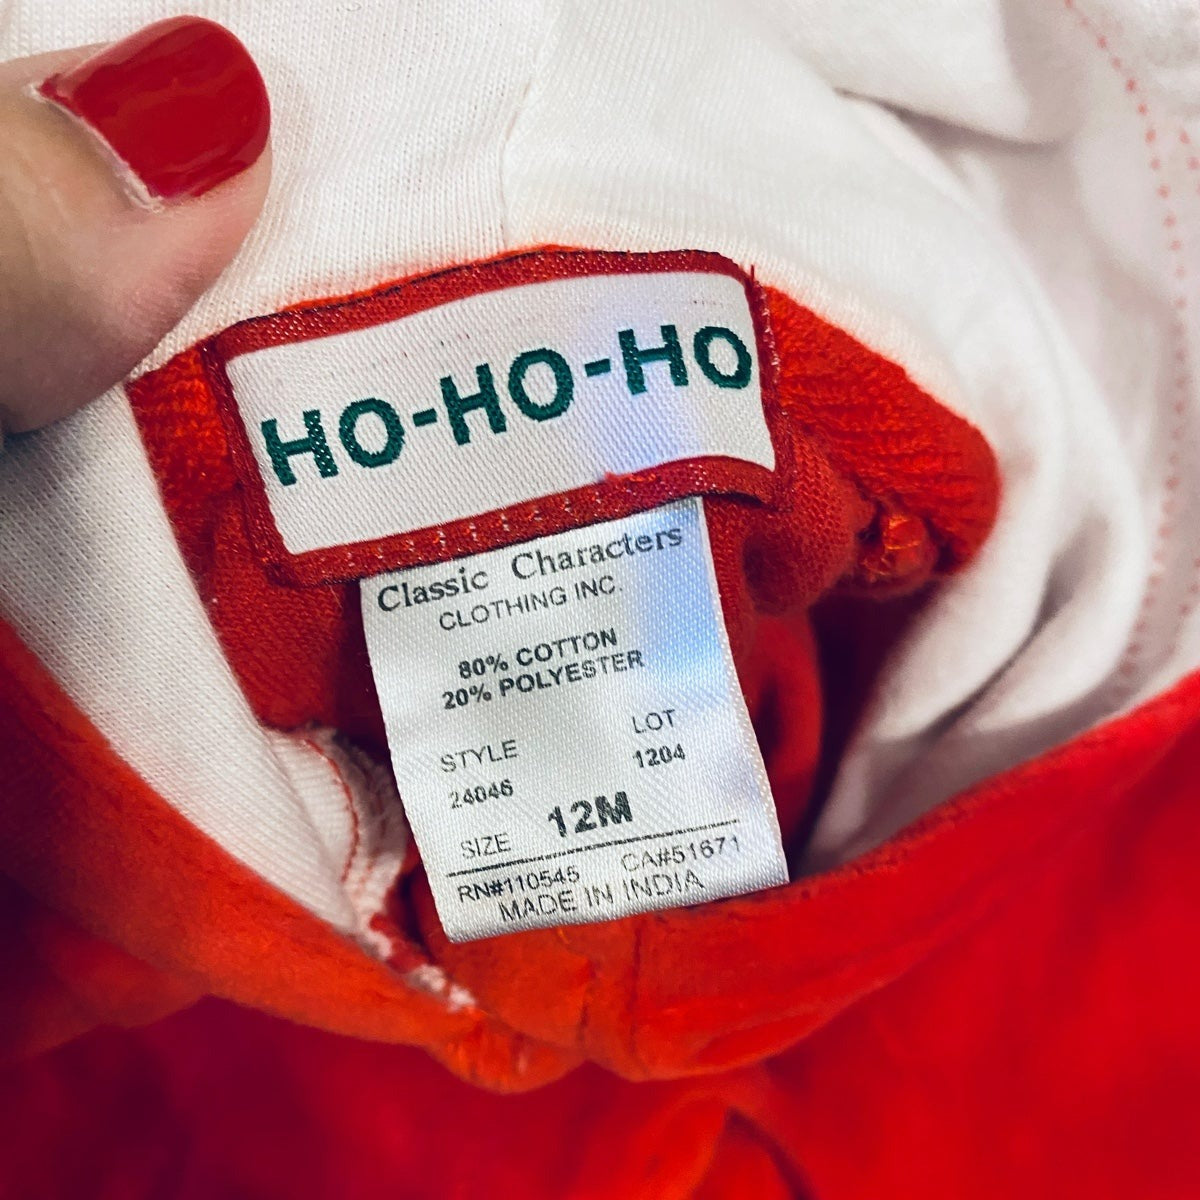 HO-HO-HO
Classic Characters
CLOTHING INC.
80% COTTON
20% POLYESTER
STYLE LOT
24046 1204
SIZE 12M
RN#110545 CA#51671
MADE IN INDIA